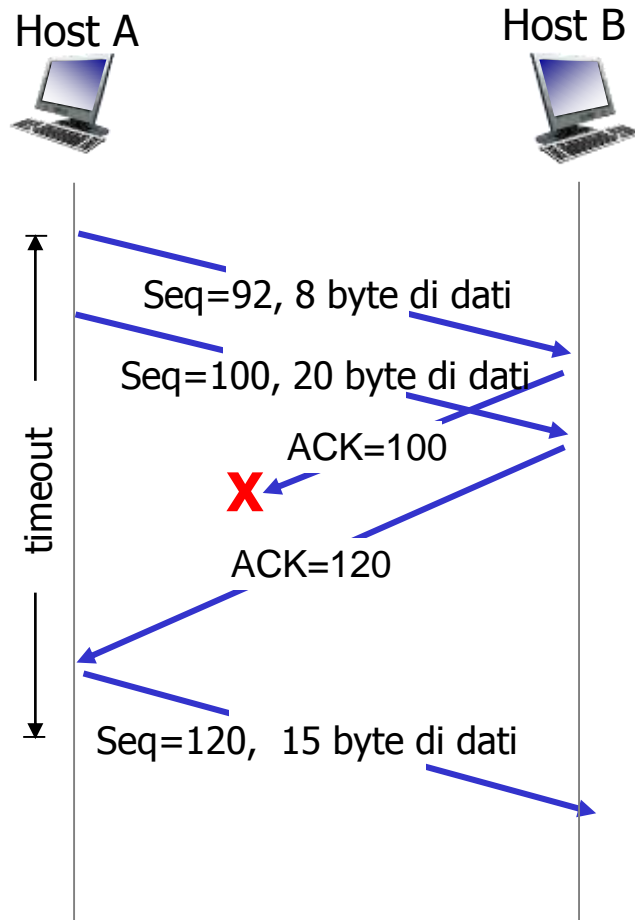 Host A
Host B
Seq=92, 8 byte di dati
Seq=100, 20 byte di dati
ACK=100
X
timeout
ACK=120
Seq=120, 15 byte di dati